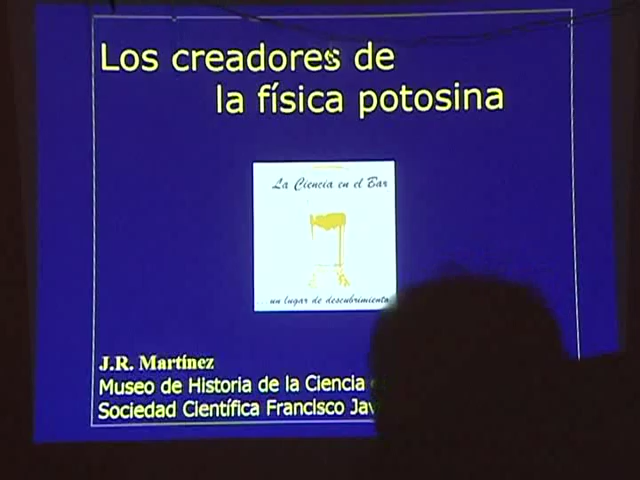 Los creadores de
la física potosina
La Ciencia en el Bar
... un lugar de descubrimiento
J.R. Martínez
Museo de Historia de la Ciencia
Sociedad Científica Francisco Jav